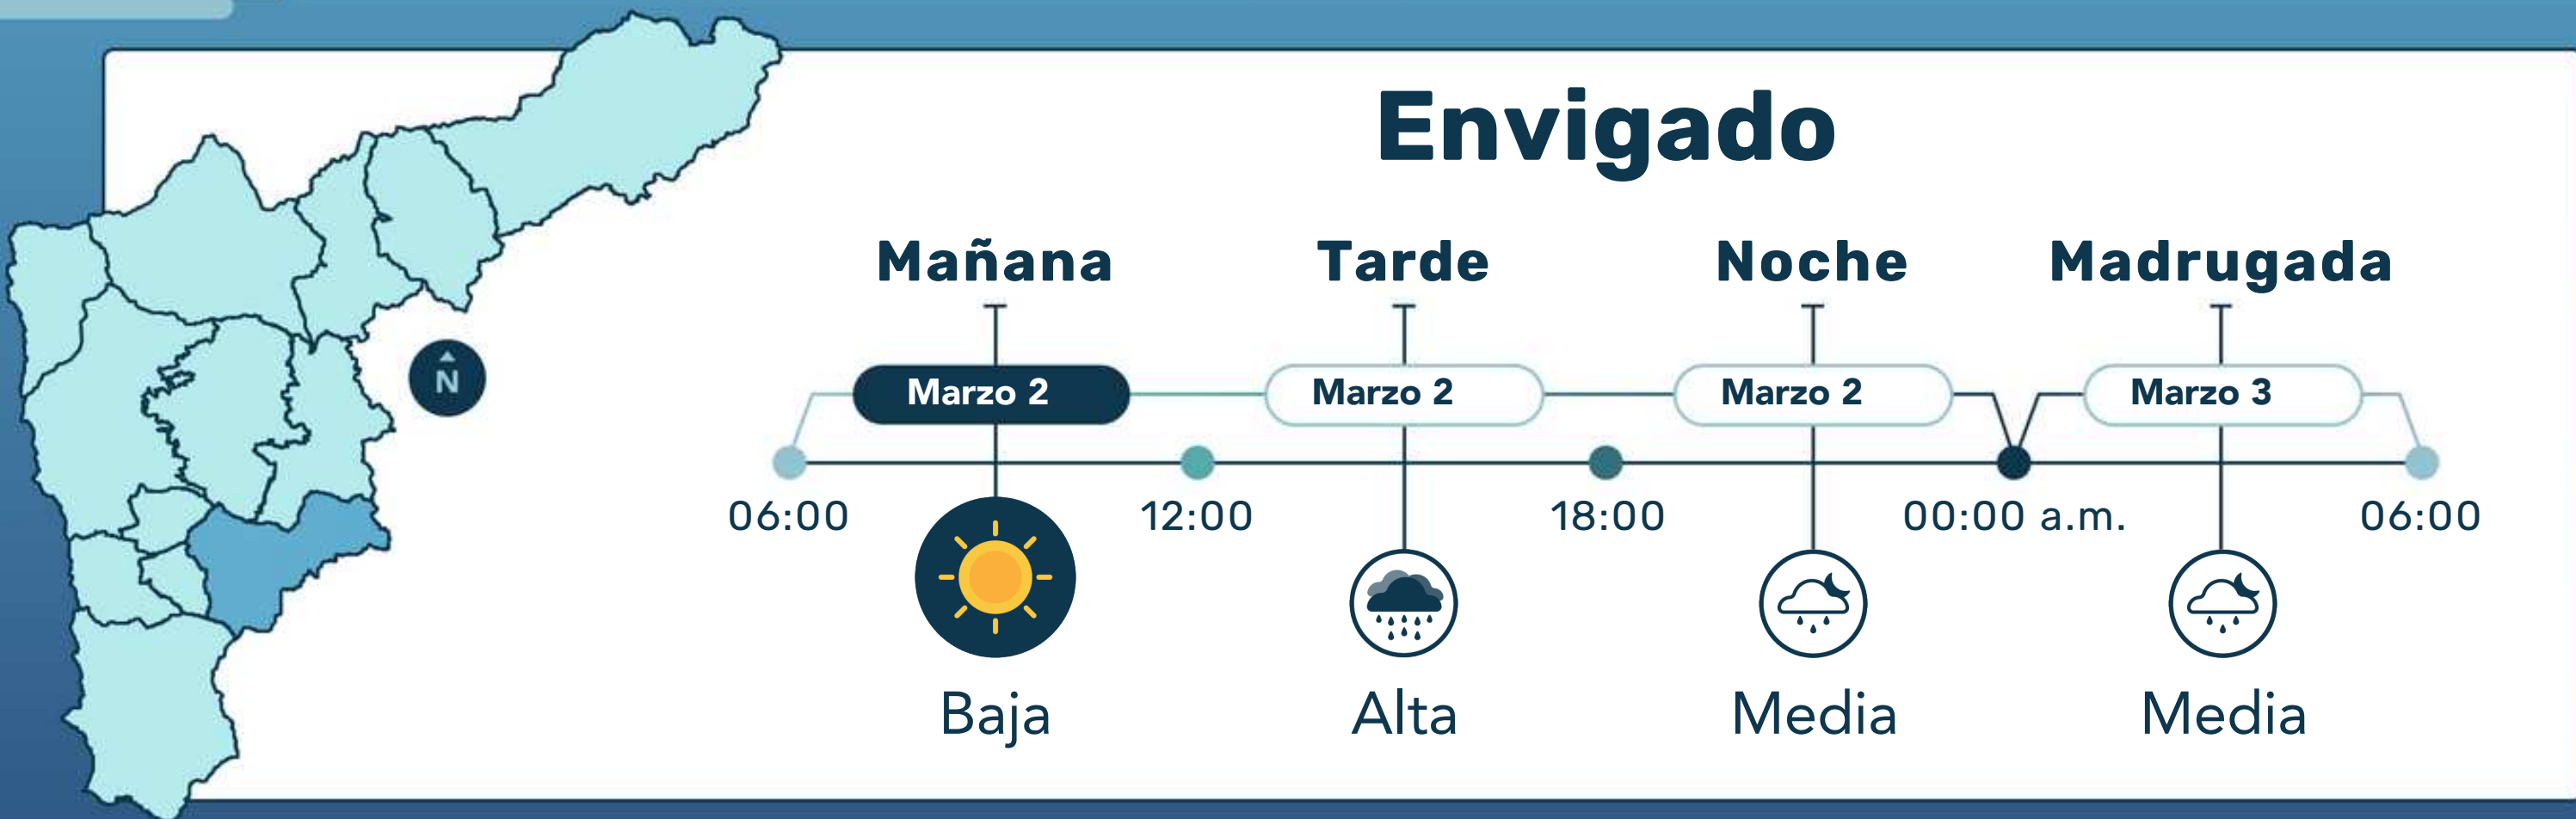 Envigado
Mañana Tarde Noche Madrugada
N
Marzo 2 Marzo 2 Marzo 2 Marzo 3
06:00 12:00 18:00 00:00 a.m. 06:00
Baja Alta Media Media